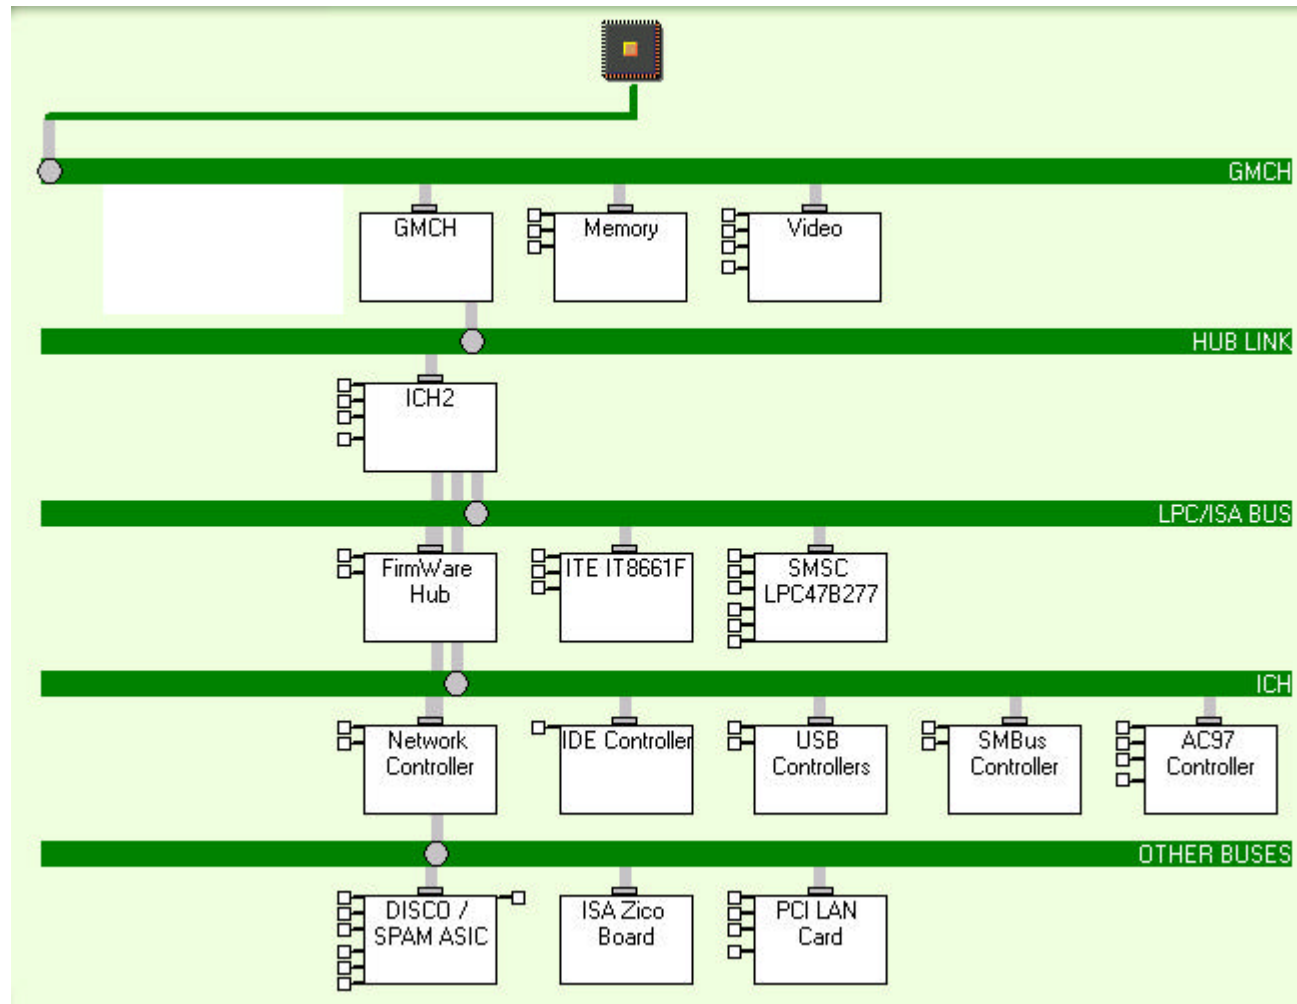 GMCH
GMCH
Memory
Video
HUB LINK
ICH2
LPC/ISA BUS
FirmWare
Hub
ITE IT8661F
SMSC
LPC47B277
ICH
Network
Controller
IDE Controller
USB
Controllers
SMBus
Controller
AC97
Controller
OTHER BUSES
DISCO /
SPAM ASIC
ISA Zico
Board
PCI LAN
Card